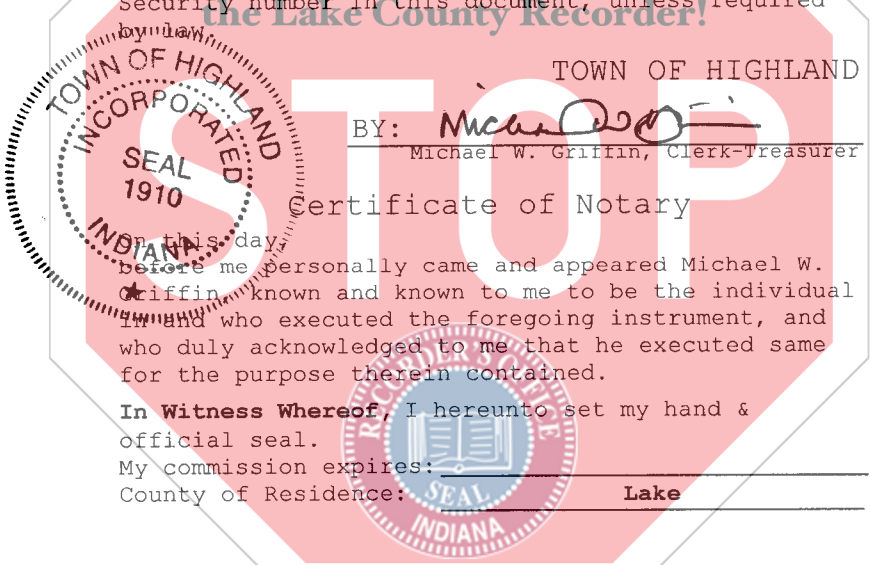 Security number in this document, unless required
the Lake County Recorder!
by law.
TOWN OF HIGHLAND
INCORPORATED
SEAL
1910
INDIANA
STOP
TOWN OF HIGHLAND
BY:
Michael W. Griffin, Clerk-Treasurer
Certificate of Notary
On this day,
before me personally came and appeared Michael W.
Griffin, known and known to me to be the individual
in and who executed the foregoing instrument, and
who duly acknowledged to me that he executed same
for the purpose therein contained.
In Witness Whereof, I hereunto set my hand &
official seal.
My commission expires:
County of Residence: Lake
RECORDER'S OFFICE
SEAL
INDIANA